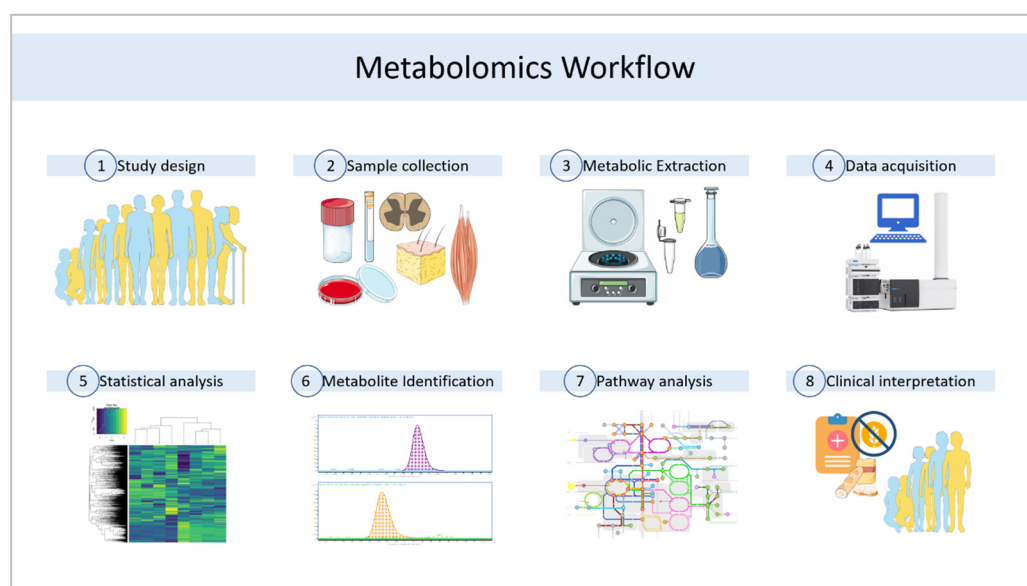 Metabolomics Workflow
1 Study design
2 Sample collection
3 Metabolic Extraction
4 Data acquisition
5 Statistical analysis
6 Metabolite Identification
7 Pathway analysis
8 Clinical interpretation